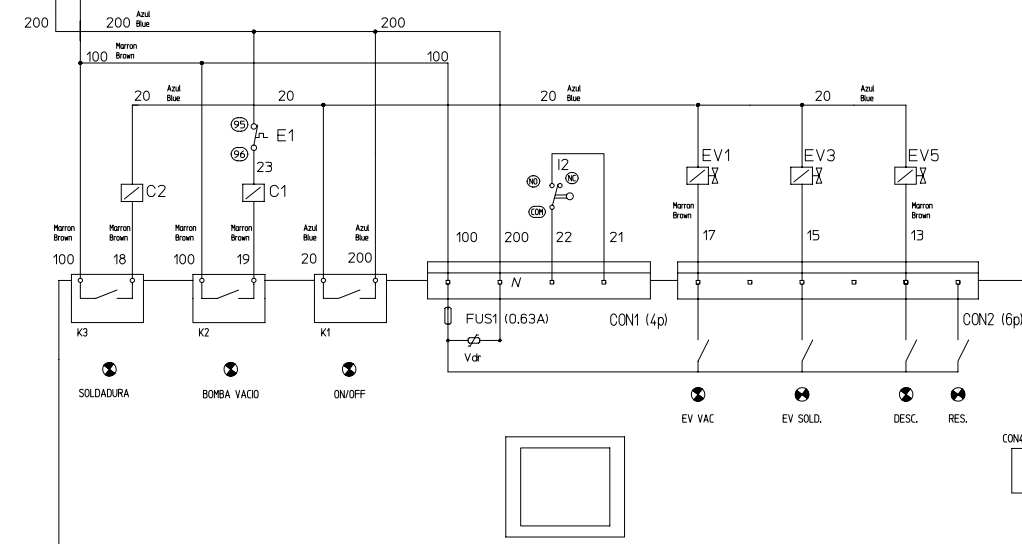 200 200 Azul Blue 200
100 Marron Brown 100
20 Azul Blue 20 20 Azul Blue 20 Azul Blue
95 E1
96
23
C2 C1
I2
NO NC
COM
EV1 EV3 EV5
Marron Brown Marron Brown
Marron Brown Marron Brown Marron Brown Marron Brown Azul Blue Azul Blue
100 200 22 21 17 15 13
100 18 100 19 20 200
N
K3 K2 K1
FUS1 (0.63A) CON1 (4p) CON2 (6p)
Vdr
SOLDADURA BOMBA VACIO ON/OFF
EV VAC EV SOLD. DESC. RES.
CON4